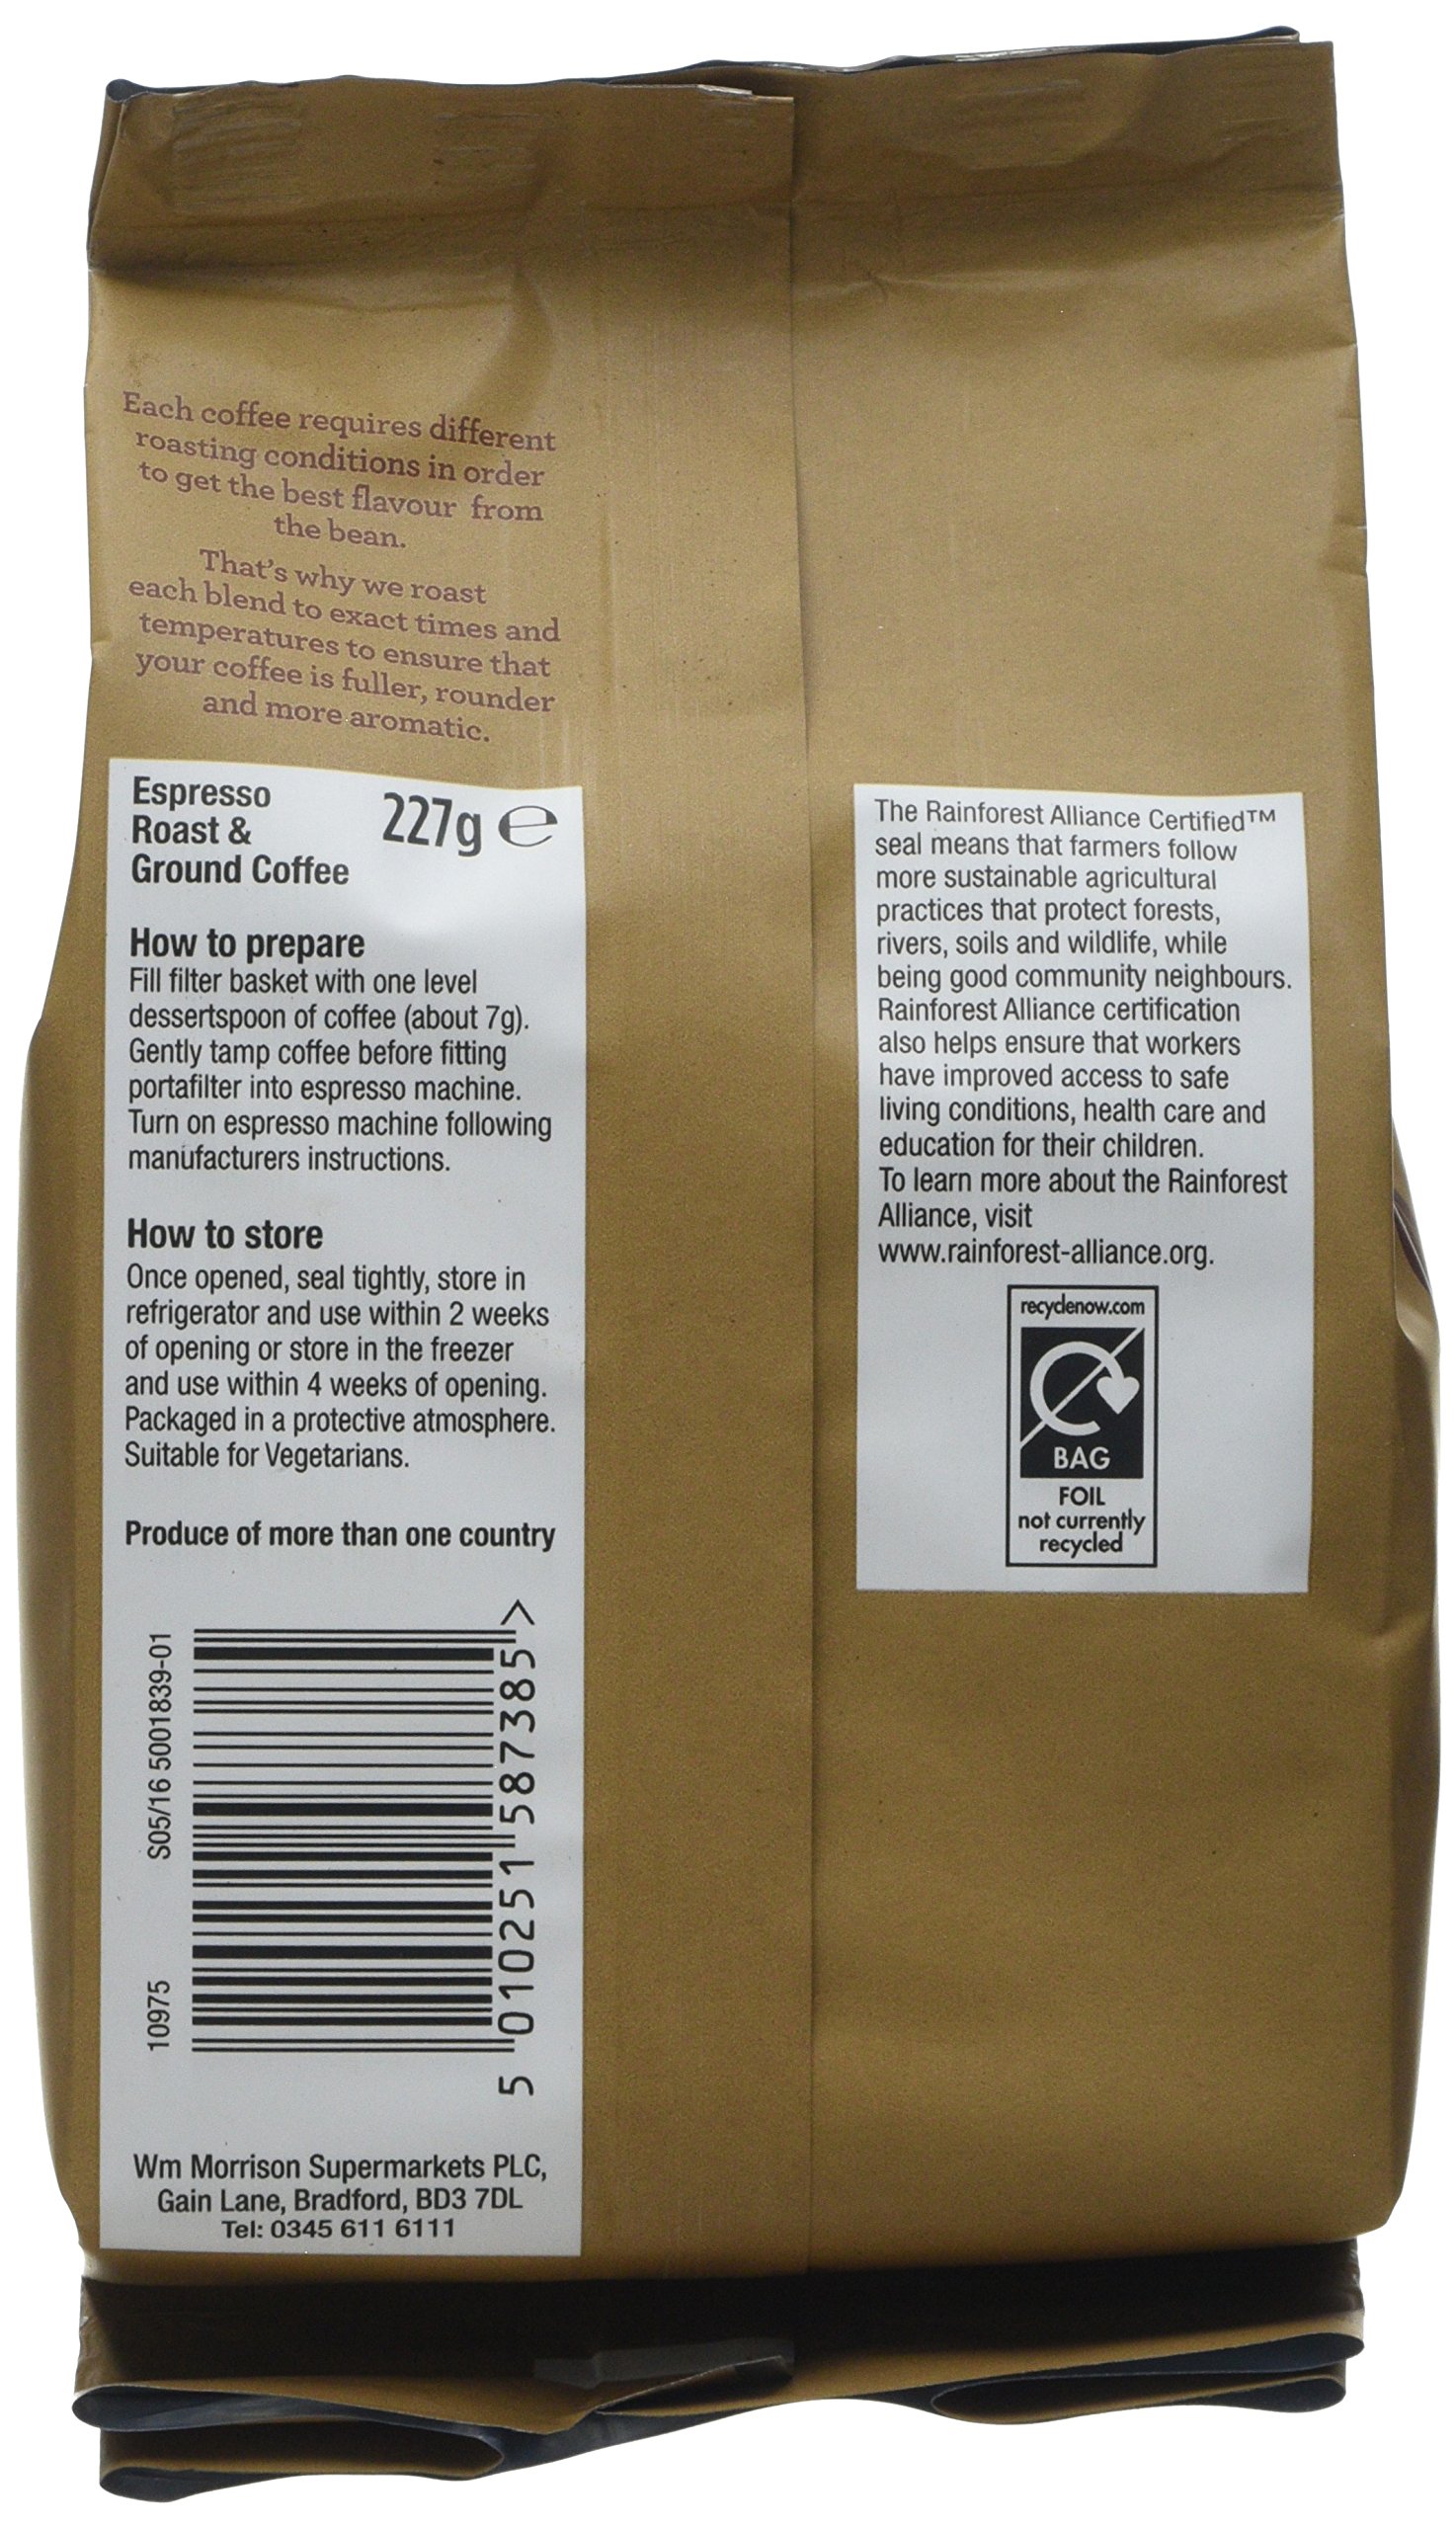 Each coffee requires different
roasting conditions in order
to get the best flavour from
the bean.
That's why we roast
each blend to exact times and
temperatures to ensure that
your coffee is fuller, rounder
and more aromatic.
Espresso
Roast &
Ground Coffee
227g ℮
How to prepare
Fill filter basket with one level
dessertspoon of coffee (about 7g).
Gently tamp coffee before fitting
portafilter into espresso machine.
Turn on espresso machine following
manufacturers instructions.
How to store
Once opened, seal tightly, store in
refrigerator and use within 2 weeks
of opening or store in the freezer
and use within 4 weeks of opening.
Packaged in a protective atmosphere.
Suitable for Vegetarians.
Produce of more than one country
10975 S05/16 5001839-01
5 010251 587385 >
Wm Morrison Supermarkets PLC,
Gain Lane, Bradford, BD3 7DL
Tel: 0345 611 6111
The Rainforest Alliance Certified™
seal means that farmers follow
more sustainable agricultural
practices that protect forests,
rivers, soils and wildlife, while
being good community neighbours.
Rainforest Alliance certification
also helps ensure that workers
have improved access to safe
living conditions, health care and
education for their children.
To learn more about the Rainforest
Alliance, visit
www.rainforest-alliance.org.
recyclenow.com
BAG
FOIL
not currently
recycled